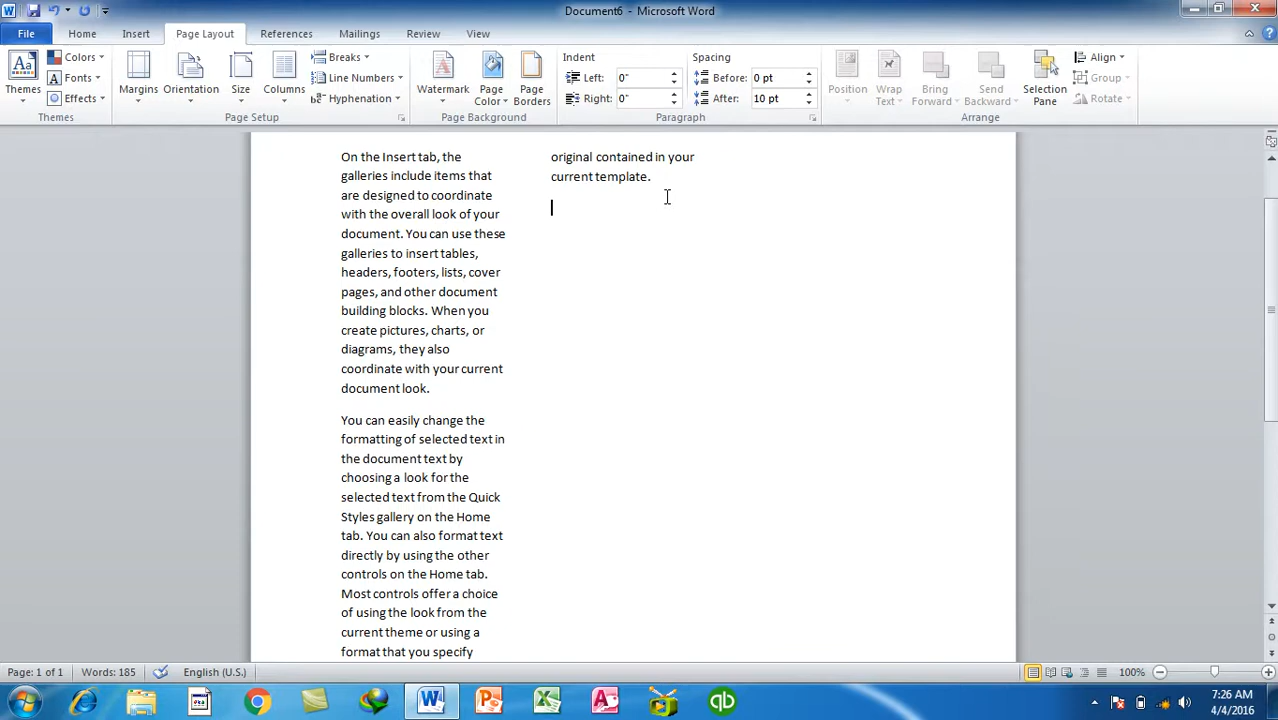 Document6 - Microsoft Word
File Home Insert Page Layout References Mailings Review View
Themes
Colors
Fonts
Effects
Themes
Margins
Orientation
Size
Columns
Breaks
Line Numbers
Hyphenation
Page Setup
Watermark
Page Color
Page Borders
Page Background
Indent
Left: 0"
Right: 0"
Spacing
Before: 0 pt
After: 10 pt
Paragraph
Position
Wrap Text
Bring Forward
Send Backward
Selection Pane
Align
Group
Rotate
Arrange
On the Insert tab, the
galleries include items that
are designed to coordinate
with the overall look of your
document. You can use these
galleries to insert tables,
headers, footers, lists, cover
pages, and other document
building blocks. When you
create pictures, charts, or
diagrams, they also
coordinate with your current
document look.
You can easily change the
formatting of selected text in
the document text by
choosing a look for the
selected text from the Quick
Styles gallery on the Home
tab. You can also format text
directly by using the other
controls on the Home tab.
Most controls offer a choice
of using the look from the
current theme or using a
format that you specify
original contained in your
current template.
Page: 1 of 1 Words: 185 English (U.S.) 100%
7:26 AM
4/4/2016